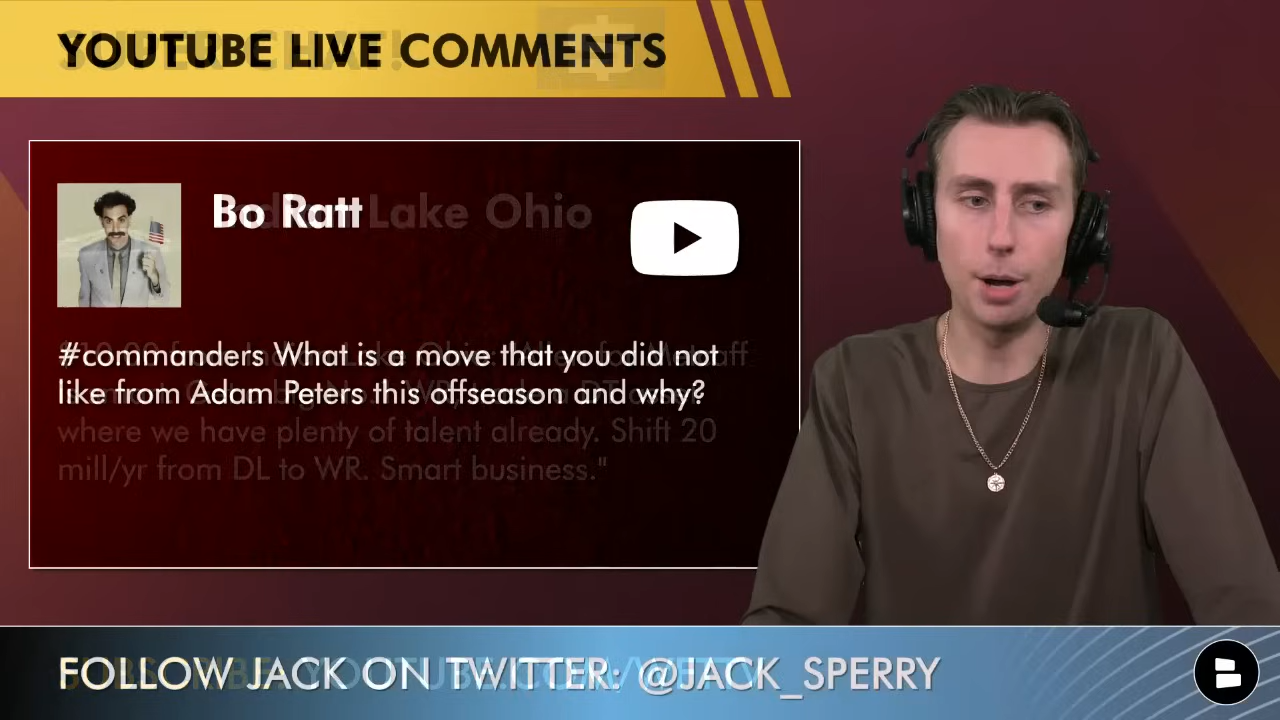 YOUTUBE LIVE COMMENTS
Bo Ratt
Lake Ohio
#commanders What is a move that you did not
like from Adam Peters this offseason and why?
where we have plenty of talent already. Shift 20
mill/yr from DL to WR. Smart business."
FOLLOW JACK ON TWITTER: @JACK_SPERRY